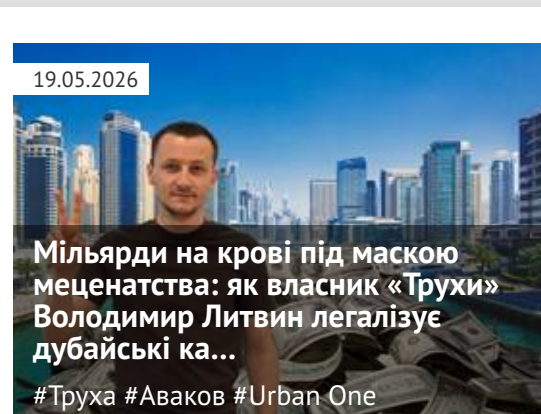 19.05.2026
Мільярди на крові під маскою
меценатства: як власник «Трухи»
Володимир Литвин легалізує
дубайські ка...
#Труха #Аваков #Urban One